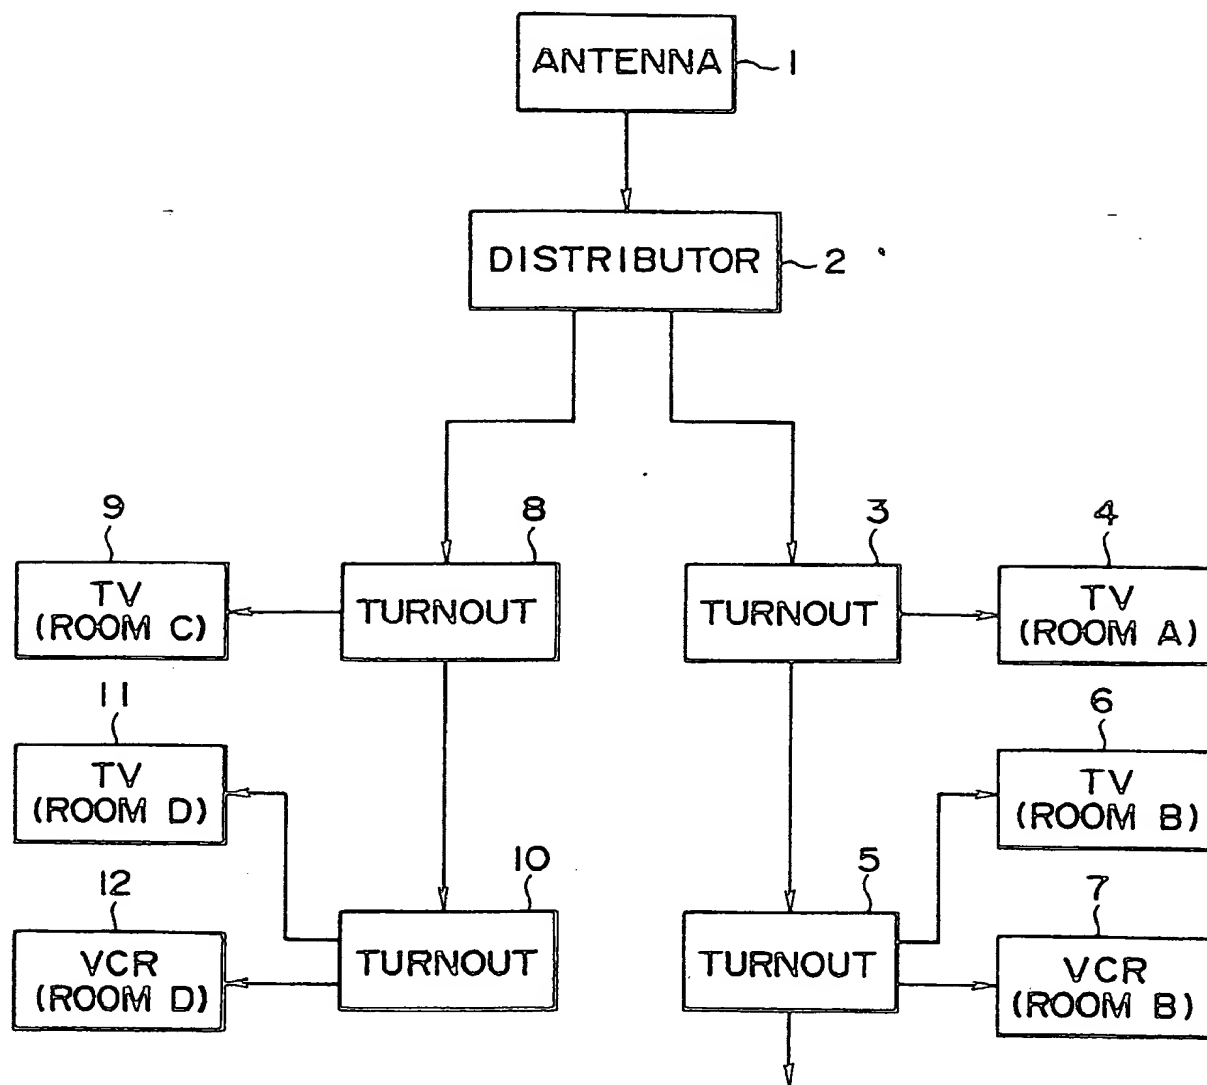 ANTENNA
1
DISTRIBUTOR
2
9
8
3
4
TV
(ROOM C)
TURNOUT
TURNOUT
TV
(ROOM A)
11
6
TV
(ROOM D)
TV
(ROOM B)
12
10
5
7
VCR
(ROOM D)
TURNOUT
TURNOUT
VCR
(ROOM B)